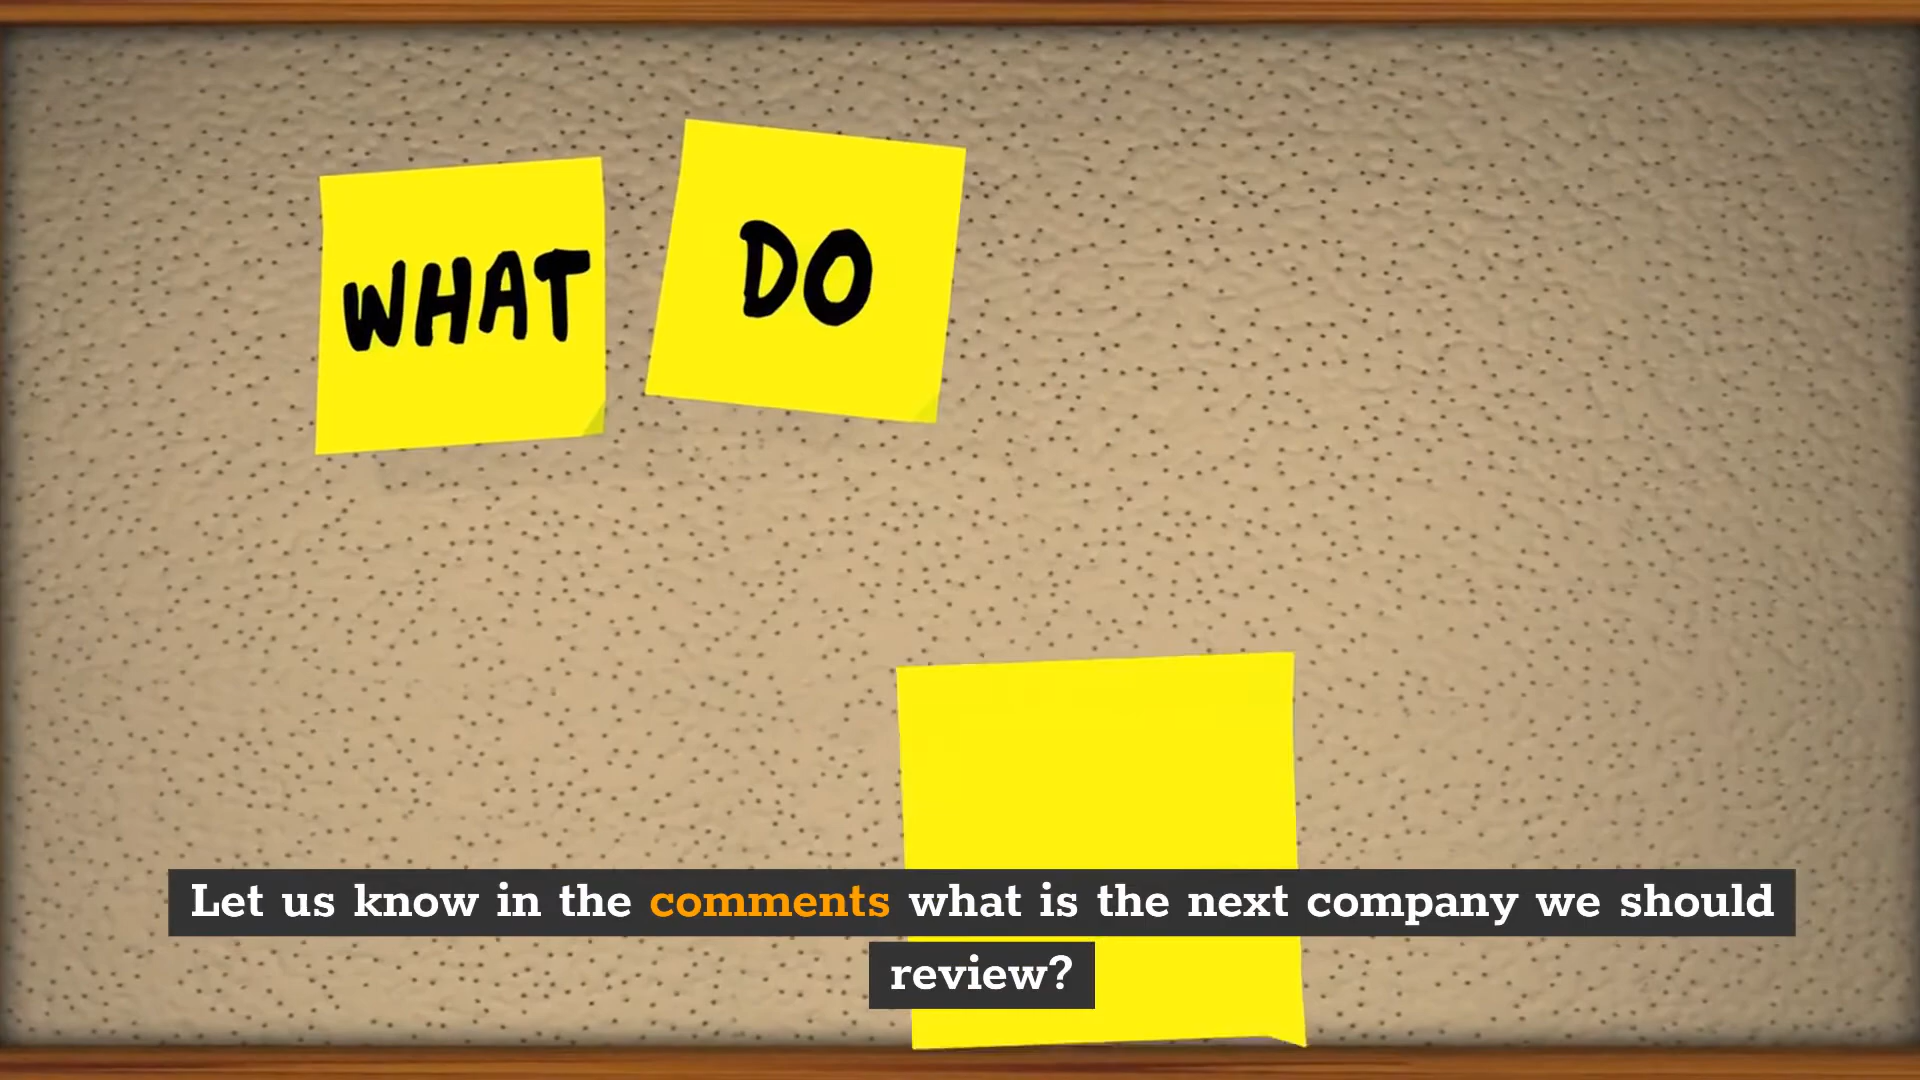 WHAT
DO
Let us know in the comments what is the next company we should
review?